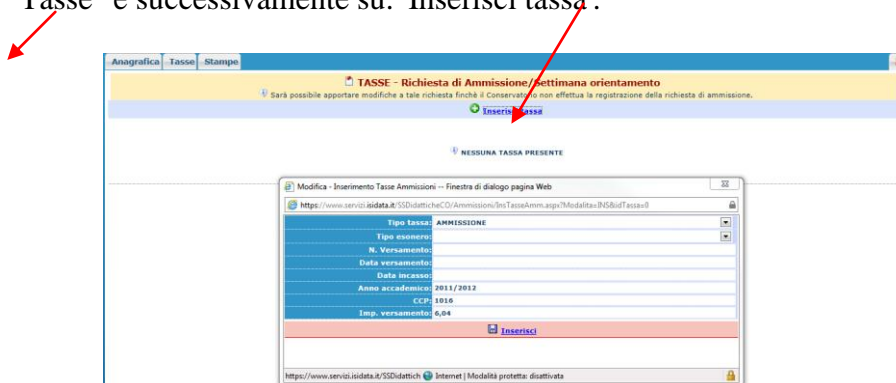 "Tasse" e successivamente su: "Inserisci tassa".
Anagrafica Tasse Stampe
TASSE - Richiesta di Ammissione/Settimana orientamento
Sarà possibile apportare modifiche a tale richiesta finchè il Conservatorio non effettua la registrazione della richiesta di ammissione.
Inserisci tassa
NESSUNA TASSA PRESENTE
Modifica - Inserimento Tasse Ammissioni -- Finestra di dialogo pagina Web
https://www.servizi.isidata.it/SSDidatticheCO/Ammissioni/InsTasseAmm.aspx?Modalita=INS&idTassa=0
Tipo tassa: AMMISSIONE
Tipo esonero:
N. Versamento:
Data versamento:
Data incasso:
Anno accademico: 2011/2012
CCP: 1016
Imp. versamento: 6,04
Inserisci
https://www.servizi.isidata.it/SSDidattich Internet | Modalità protetta: disattivata